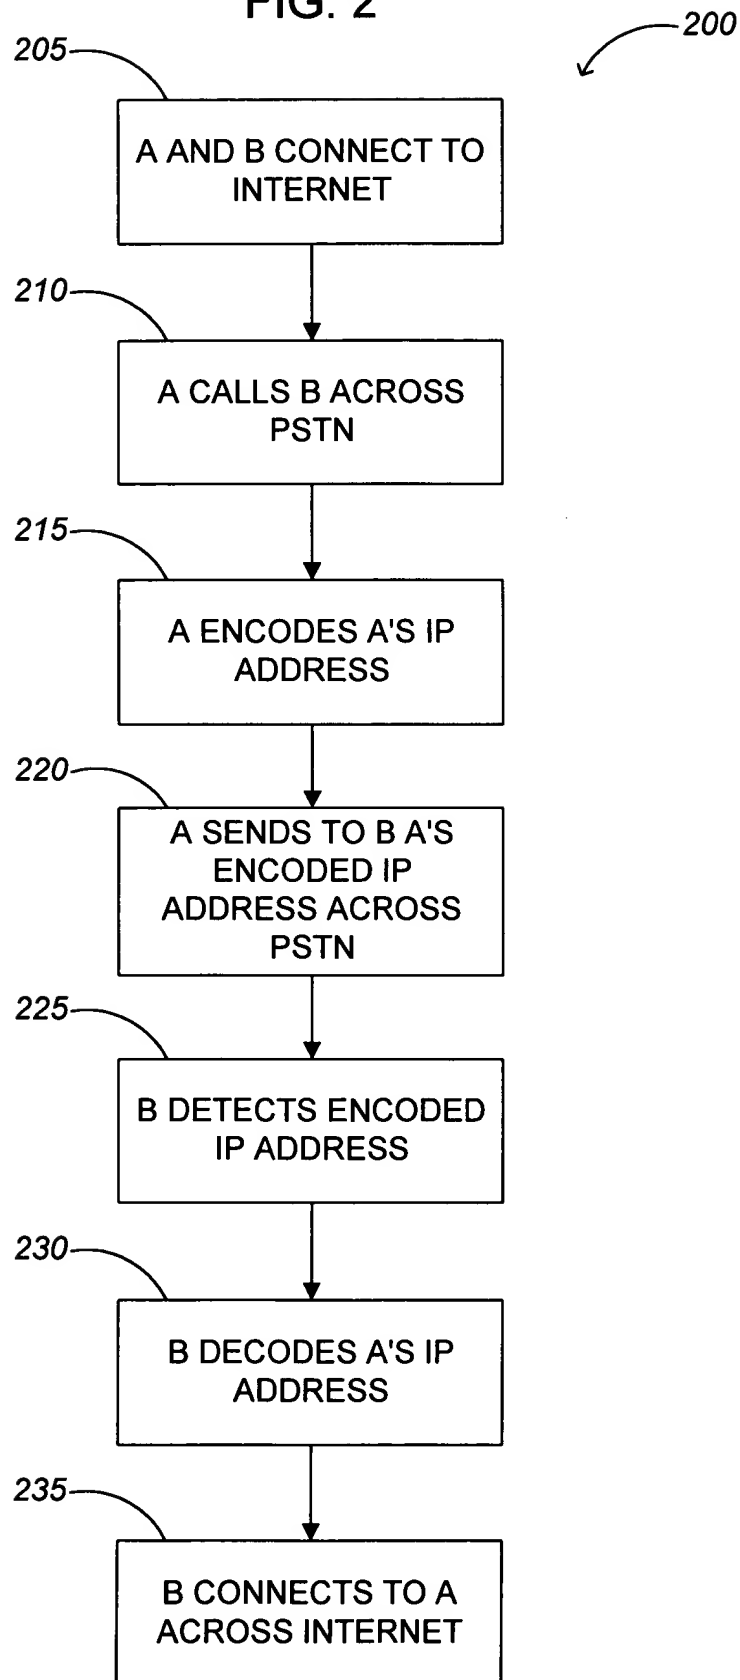 FIG. 2
200
205
A AND B CONNECT TO
INTERNET
210
A CALLS B ACROSS
PSTN
215
A ENCODES A'S IP
ADDRESS
220
A SENDS TO B A'S
ENCODED IP
ADDRESS ACROSS
PSTN
225
B DETECTS ENCODED
IP ADDRESS
230
B DECODES A'S IP
ADDRESS
235
B CONNECTS TO A
ACROSS INTERNET